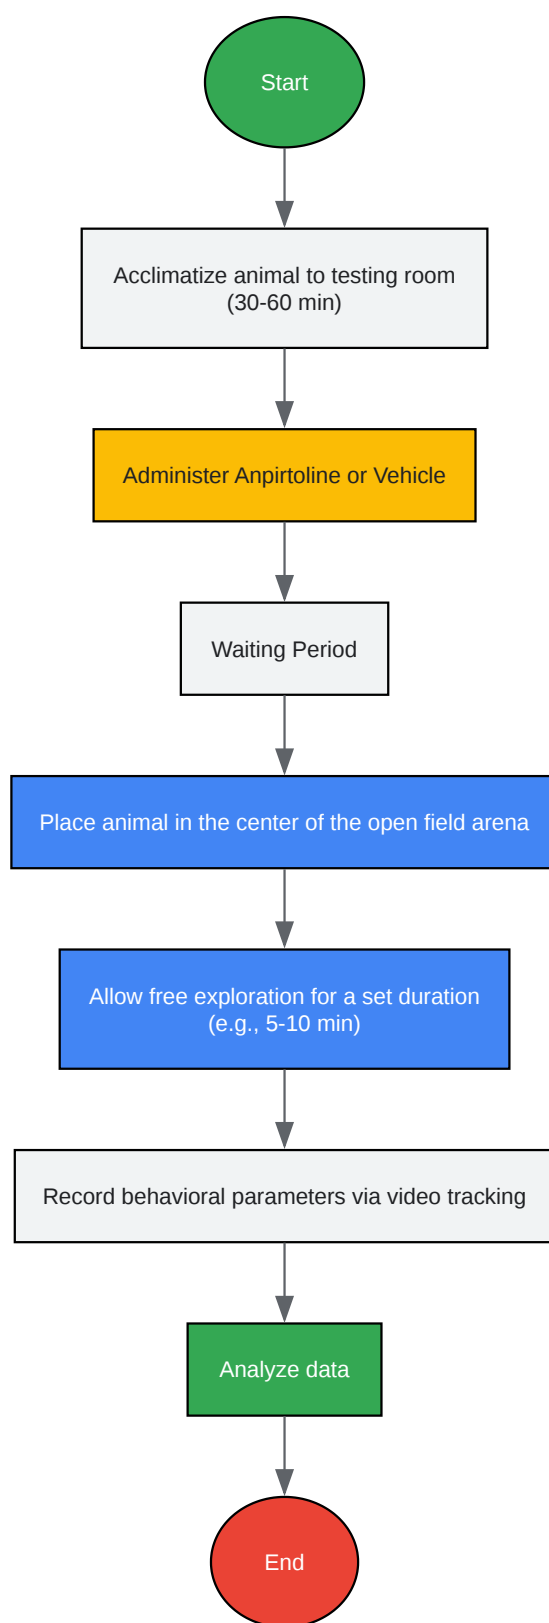 Start
Acclimatize animal to testing room
(30-60 min)
Administer Anpirtoline or Vehicle
Waiting Period
Place animal in the center of the open field arena
Allow free exploration for a set duration
(e.g., 5-10 min)
Record behavioral parameters via video tracking
Analyze data
End